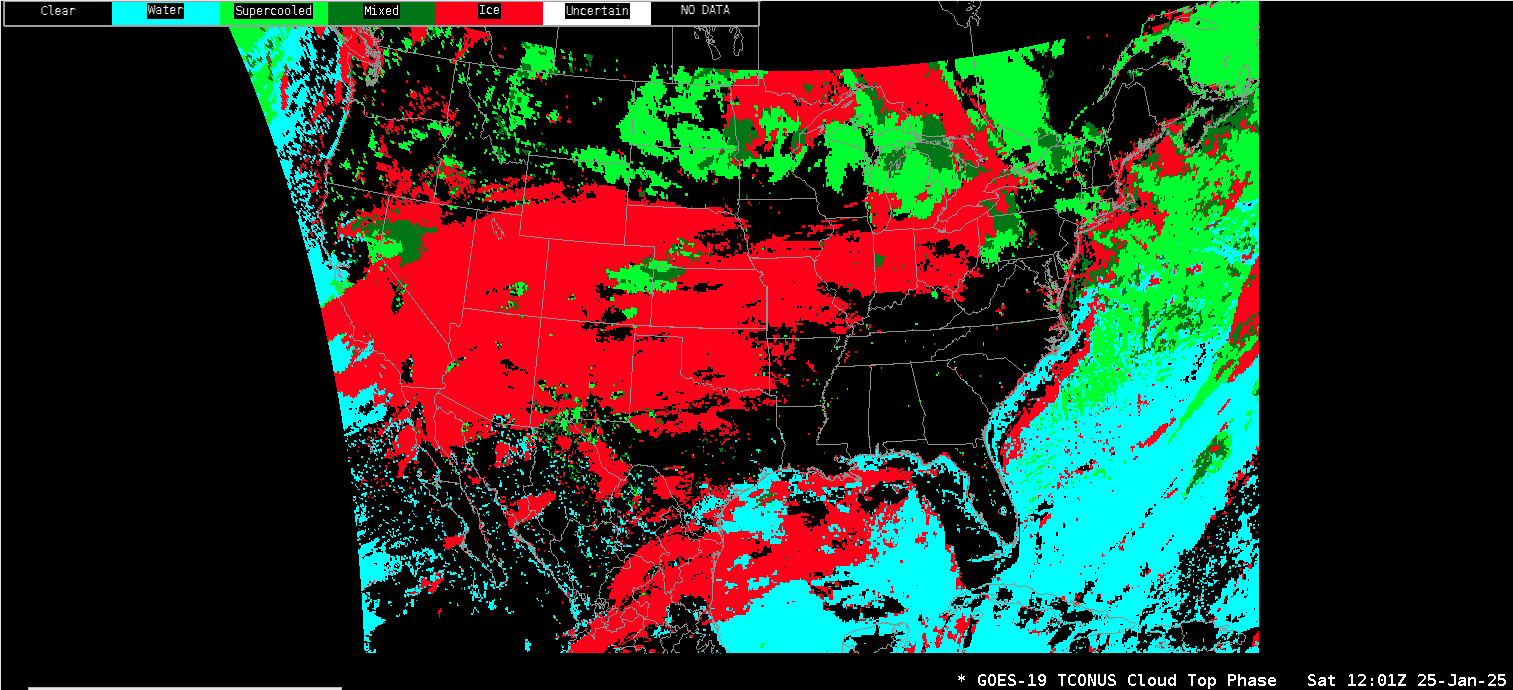 Clear Water Supercooled Mixed Ice Uncertain NO DATA
* GOES-19 TCONUS Cloud Top Phase Sat 12:01Z 25-Jan-25